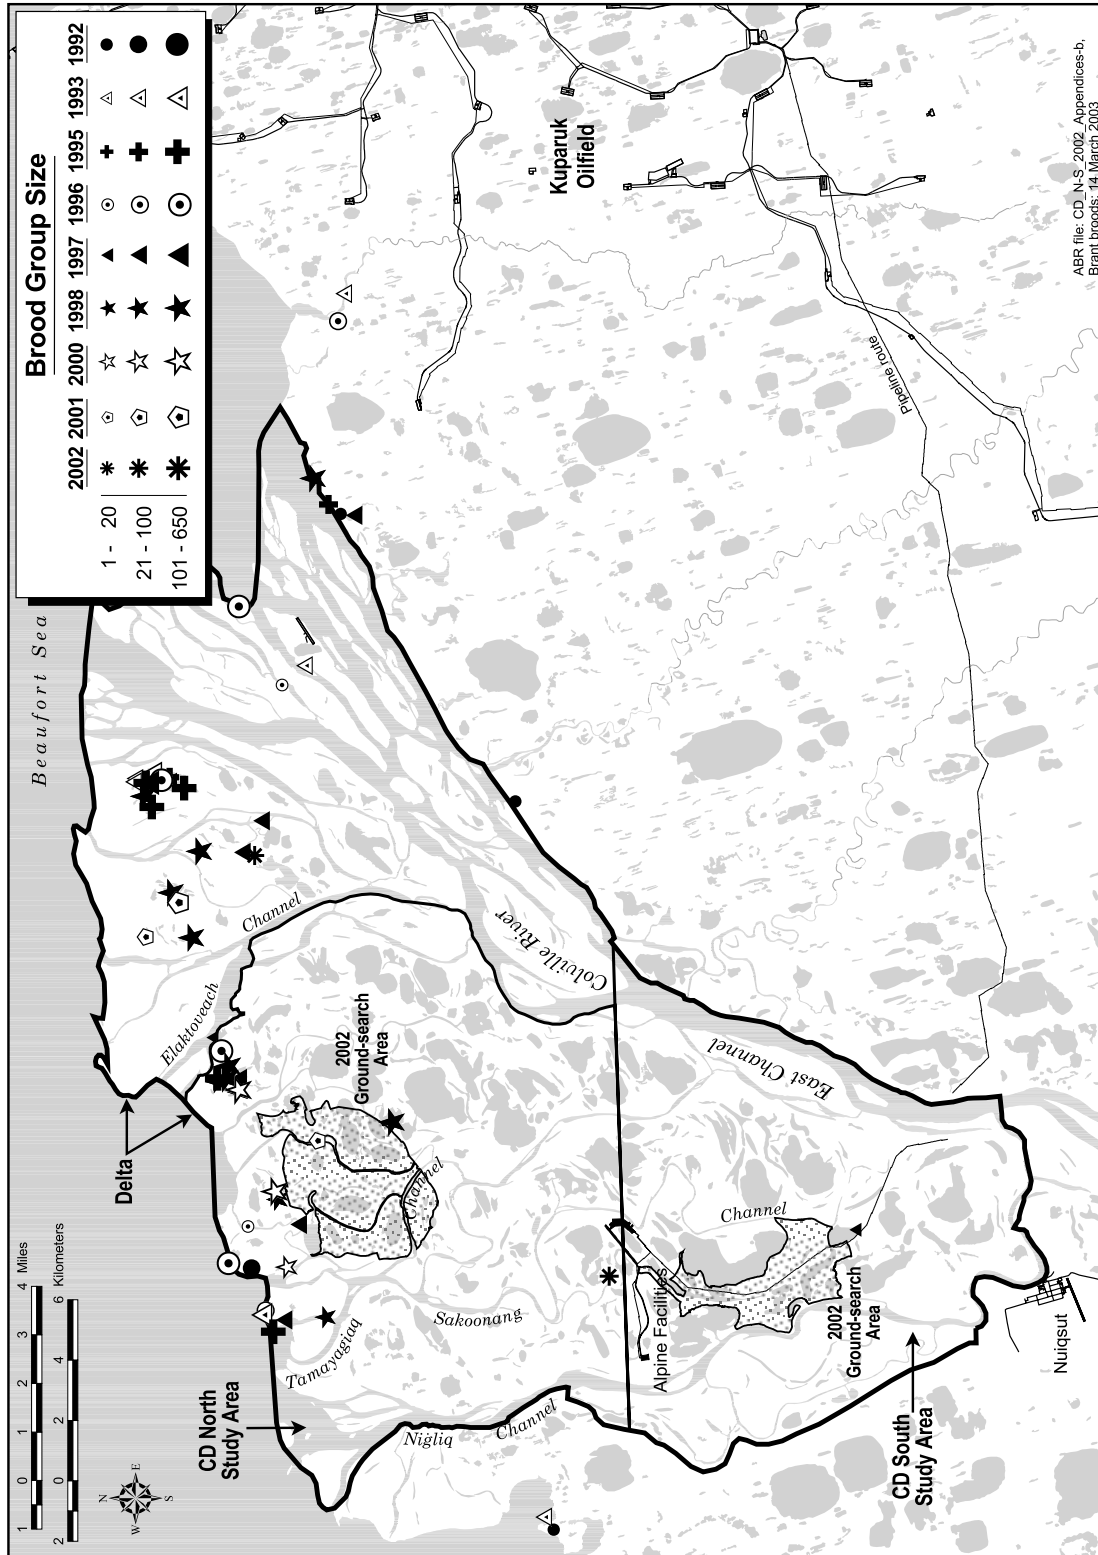 Brood Group Size
2002 2001 2000 1998 1997 1996 1995 1993 1992
1 - 20
21 - 100
101 - 650
Beaufort Sea
Kuparuk
Oilfield
Pipeline route
Delta
Elaktoveach
Channel
Colville River
East Channel
2002
Ground-search
Area
Channel
Sakoonang
Tamayagiaq
CD North
Study Area
Nigliq
Channel
Alpine Facilities
Channel
2002
Ground-search
Area
CD South
Study Area
Nuiqsut
1 0 1 2 3 4 Miles
2 0 2 4 6 Kilometers
N
E
S
W
ABR file: CD_N-S_2002_Appendices-b,
Brant broods: 14 March 2003